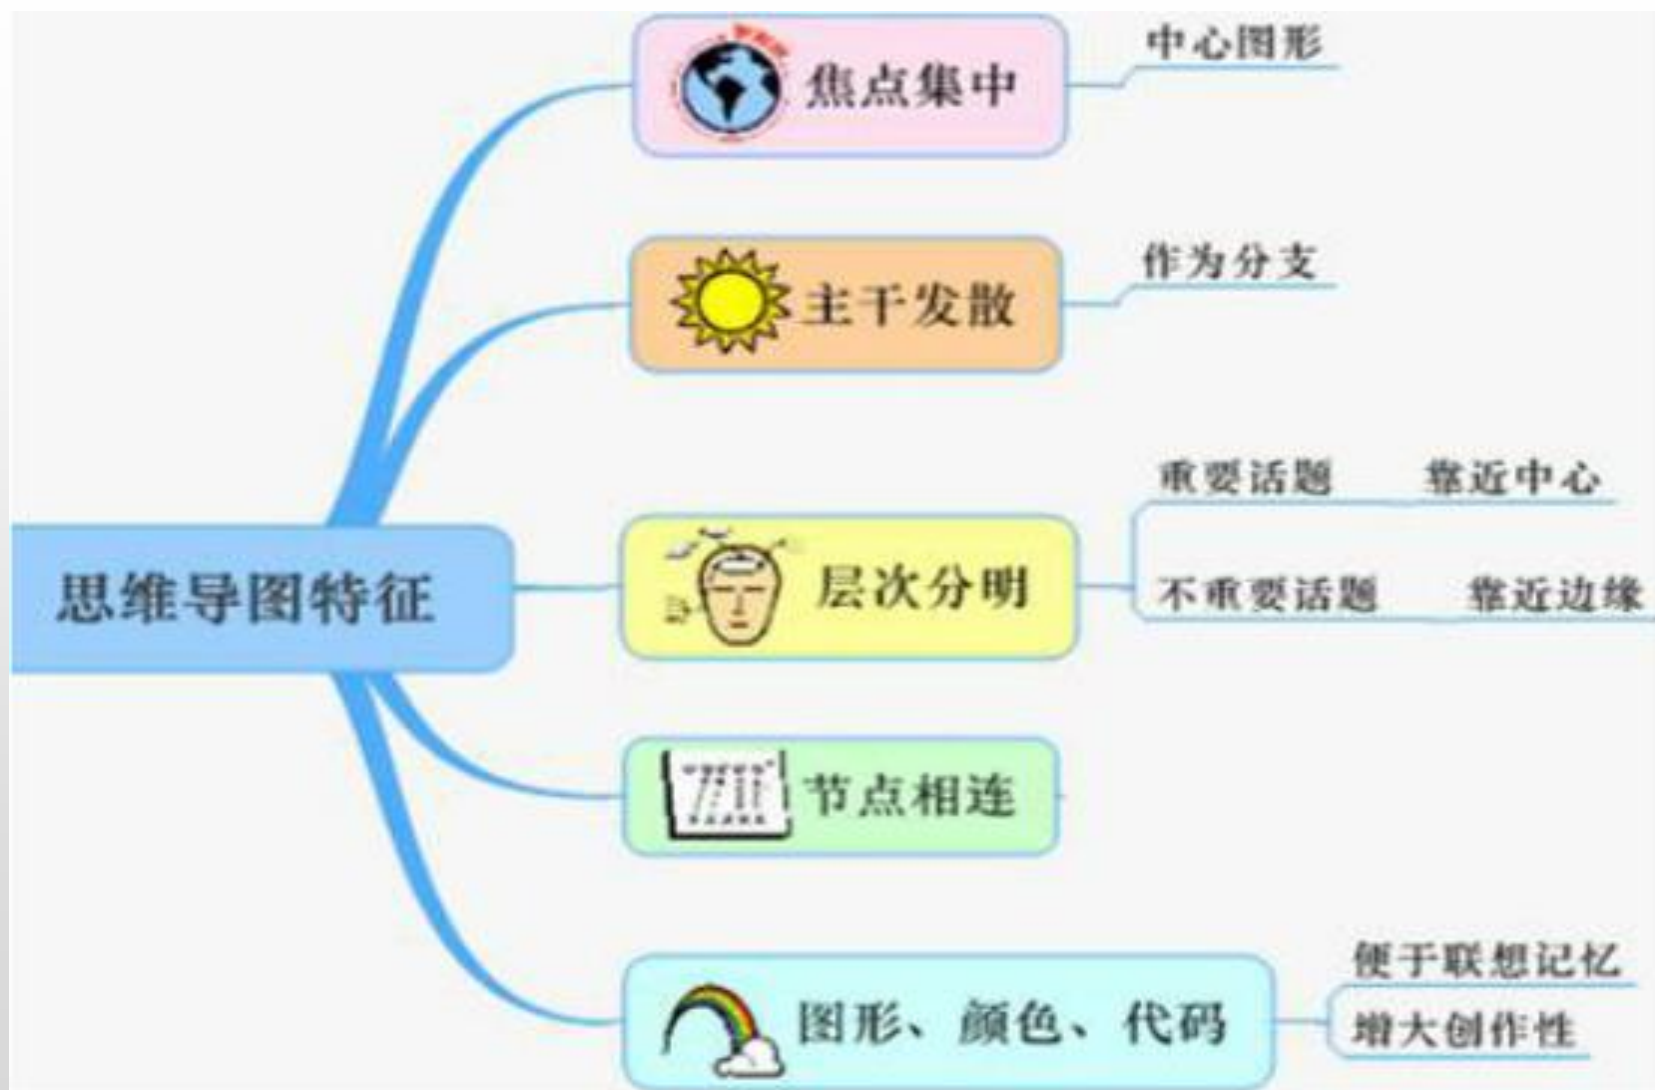 焦点集中
中心图形
主干发散
作为分支
思维导图特征
层次分明
重要话题 靠近中心
不重要话题 靠近边缘
节点相连
图形、颜色、代码
便于联想记忆
增大创作性